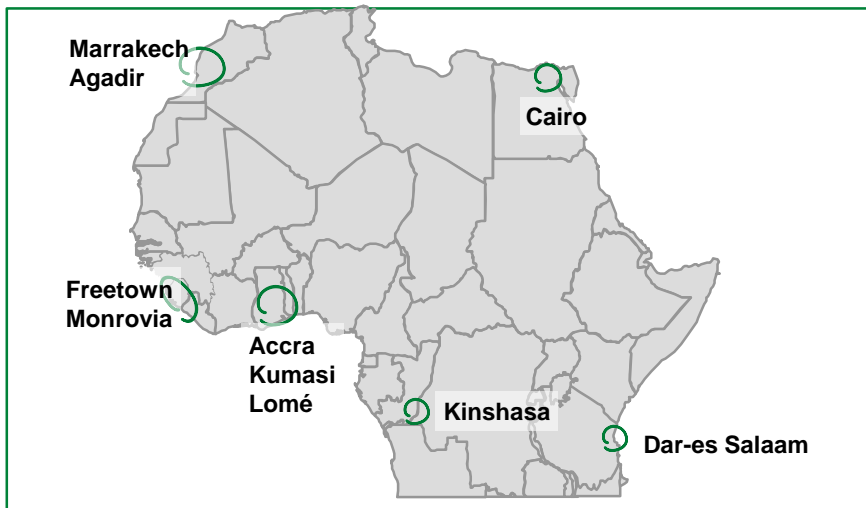 Marrakech
Agadir
Cairo
Freetown
Monrovia
Accra
Kumasi
Lomé
Kinshasa
Dar-es Salaam